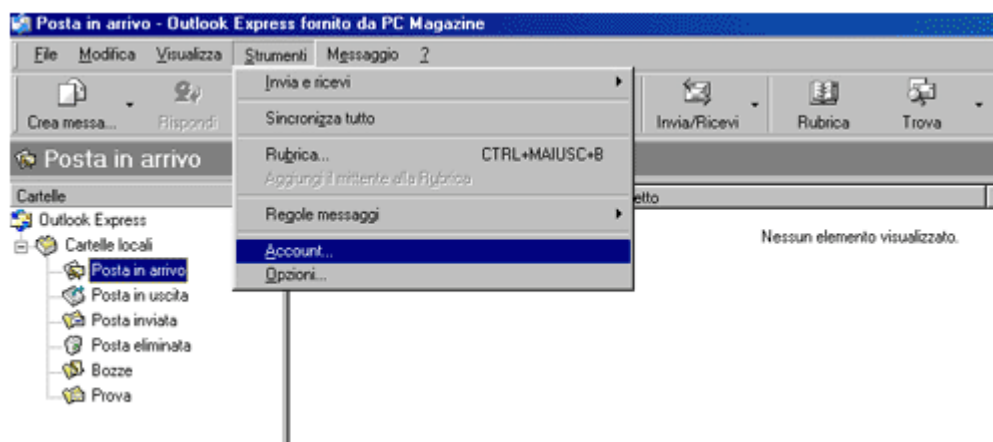 Posta in arrivo - Outlook Express fornito da PC Magazine
File Modifica Visualizza Strumenti Messaggio ?
Crea messa... Rispondi Invia/Ricevi Rubrica Trova
Invia e ricevi
Sincronizza tutto
Rubrica... CTRL+MAIUSC+B
Aggiungi il mittente alla Rubrica
Regole messaggi
Account...
Opzioni...
Posta in arrivo
Cartelle
etto
Outlook Express
Cartelle locali
Posta in arrivo
Posta in uscita
Posta inviata
Posta eliminata
Bozze
Prova
Nessun elemento visualizzato.